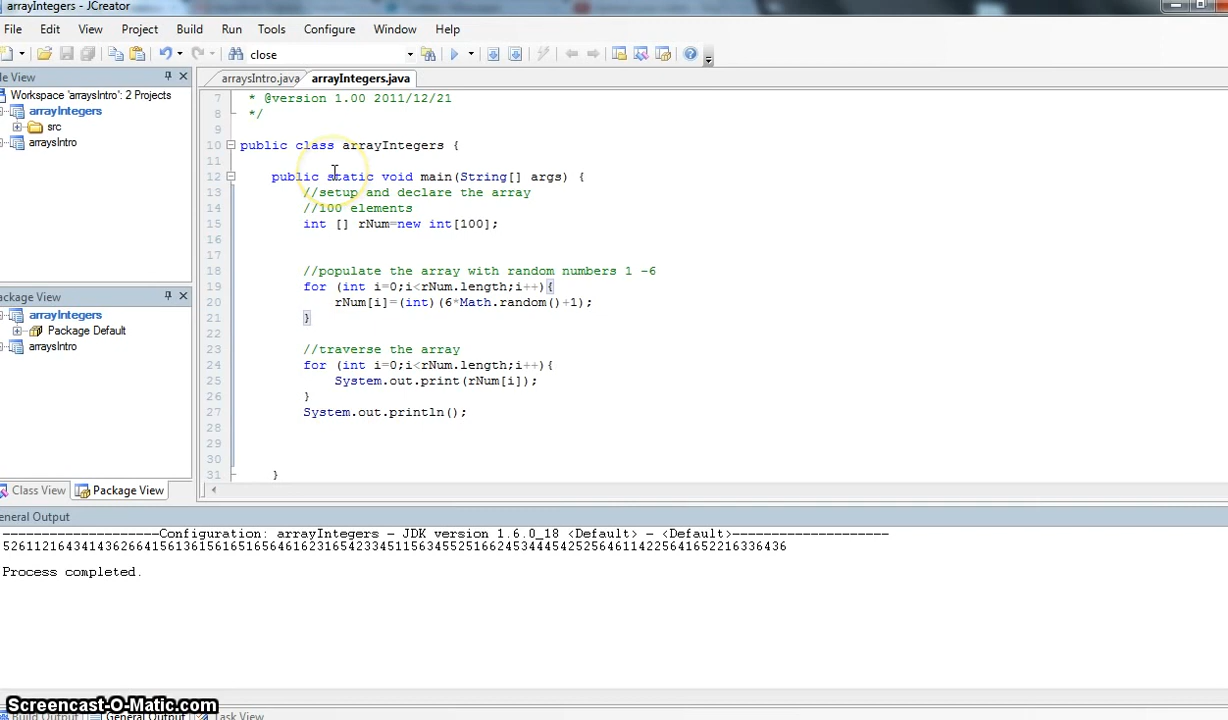 arrayIntegers - JCreator
File Edit View Project Build Run Tools Configure Window Help
close
le View
arraysIntro.java arrayIntegers.java
Workspace 'arraysIntro': 2 Projects
arrayIntegers
src
arraysIntro
ackage View
arrayIntegers
Package Default
arraysIntro
Class View Package View
7 * @version 1.00 2011/12/21
8 */
9
10 public class arrayIntegers {
11
12 public static void main(String[] args) {
13 //setup and declare the array
14 //100 elements
15 int [] rNum=new int[100];
16
17
18 //populate the array with random numbers 1 -6
19 for (int i=0;i<rNum.length;i++){
20 rNum[i]=(int)(6*Math.random()+1);
21 }
22
23 //traverse the array
24 for (int i=0;i<rNum.length;i++){
25 System.out.print(rNum[i]);
26 }
27 System.out.println();
28
29
30
31 }
eneral Output
--------------------Configuration: arrayIntegers - JDK version 1.6.0_18 <Default> - <Default>--------------------
Process completed.
Screencast-O-Matic.com
Build Output General Output Task View